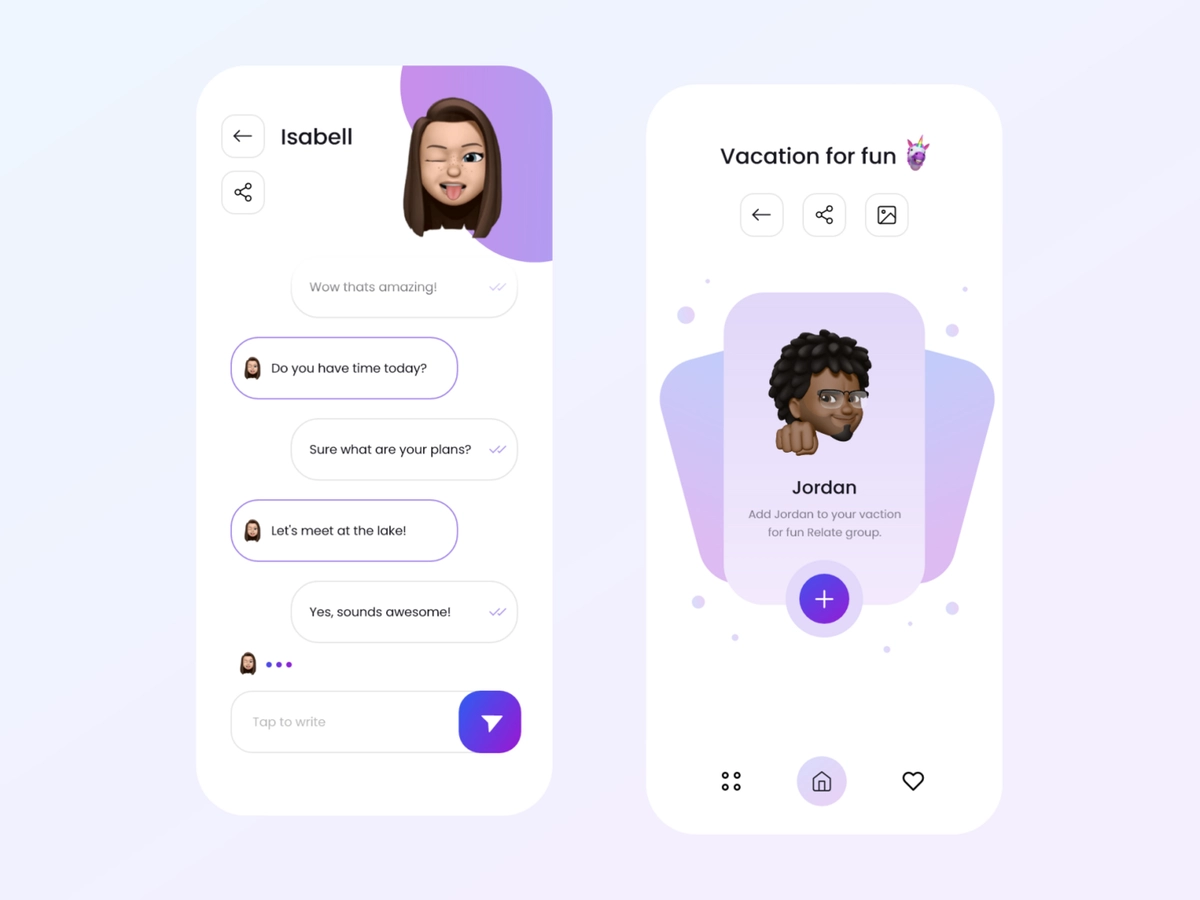 Isabell
Wow thats amazing!
Do you have time today?
Sure what are your plans?
Let's meet at the lake!
Yes, sounds awesome!
Tap to write
Vacation for fun
Jordan
Add Jordan to your vaction
for fun Relate group.